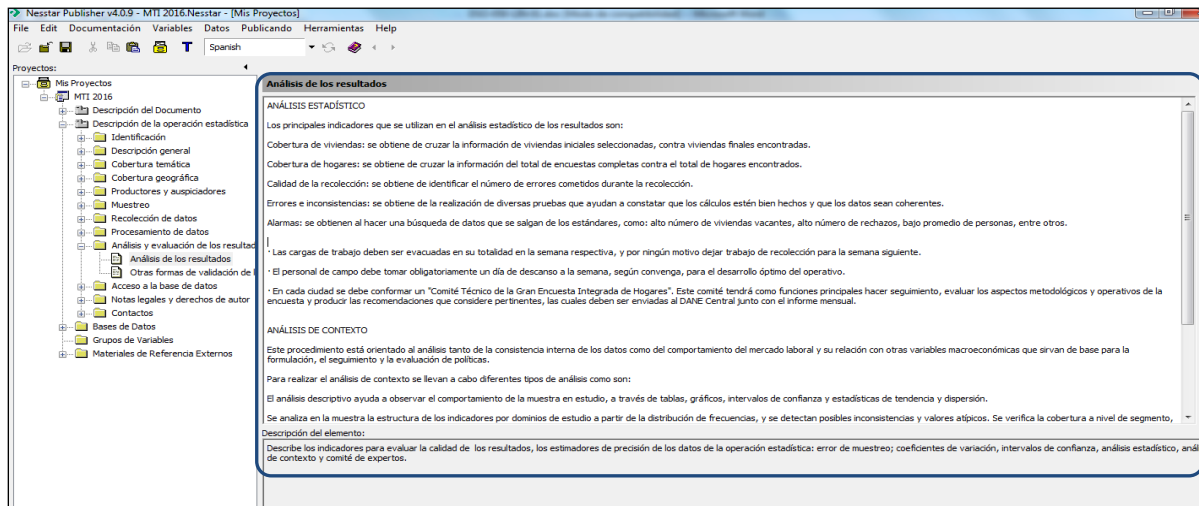 Nesstar Publisher v4.0.9 - MTI 2016.Nesstar - [Mis Proyectos]
File Edit Documentación Variables Datos Publicando Herramientas Help
Spanish
Proyectos:
Mis Proyectos
MTI 2016
Descripción del Documento
Descripción de la operación estadística
Identificación
Descripción general
Cobertura temática
Cobertura geográfica
Productores y auspiciadores
Muestreo
Recolección de datos
Procesamiento de datos
Análisis y evaluación de los resultad
Análisis de los resultados
Otras formas de validación de l
Acceso a la base de datos
Notas legales y derechos de autor
Contactos
Bases de Datos
Grupos de Variables
Materiales de Referencia Externos
Análisis de los resultados
ANÁLISIS ESTADÍSTICO
Los principales indicadores que se utilizan en el análisis estadístico de los resultados son:
Cobertura de viviendas: se obtiene de cruzar la información de viviendas iniciales seleccionadas, contra viviendas finales encontradas.
Cobertura de hogares: se obtiene de cruzar la información del total de encuestas completas contra el total de hogares encontrados.
Calidad de la recolección: se obtiene de identificar el número de errores cometidos durante la recolección.
Errores e inconsistencias: se obtiene de la realización de diversas pruebas que ayudan a constatar que los cálculos estén bien hechos y que los datos sean coherentes.
Alarmas: se obtienen al hacer una búsqueda de datos que se salgan de los estándares, como: alto número de viviendas vacantes, alto número de rechazos, bajo promedio de personas, entre otros.
· Las cargas de trabajo deben ser evacuadas en su totalidad en la semana respectiva, y por ningún motivo dejar trabajo de recolección para la semana siguiente.
· El personal de campo debe tomar obligatoriamente un día de descanso a la semana, según convenga, para el desarrollo óptimo del operativo.
· En cada ciudad se debe conformar un "Comité Técnico de la Gran Encuesta Integrada de Hogares". Este comité tendrá como funciones principales hacer seguimiento, evaluar los aspectos metodológicos y operativos de la
encuesta y producir las recomendaciones que considere pertinentes, las cuales deben ser enviadas al DANE Central junto con el informe mensual.
ANÁLISIS DE CONTEXTO
Este procedimiento está orientado al análisis tanto de la consistencia interna de los datos como del comportamiento del mercado laboral y su relación con otras variables macroeconómicas que sirvan de base para la
formulación, el seguimiento y la evaluación de políticas.
Para realizar el análisis de contexto se llevan a cabo diferentes tipos de análisis como son:
El análisis descriptivo ayuda a observar el comportamiento de la muestra en estudio, a través de tablas, gráficos, intervalos de confianza y estadísticas de tendencia y dispersión.
Se analiza en la muestra la estructura de los indicadores por dominios de estudio a partir de la distribución de frecuencias, y se detectan posibles inconsistencias y valores atípicos. Se verifica la cobertura a nivel de segmento,
Descripción del elemento:
Describe los indicadores para evaluar la calidad de los resultados, los estimadores de precisión de los datos de la operación estadística: error de muestreo; coeficientes de variación, intervalos de confianza, análisis estadístico, anál
de contexto y comité de expertos.